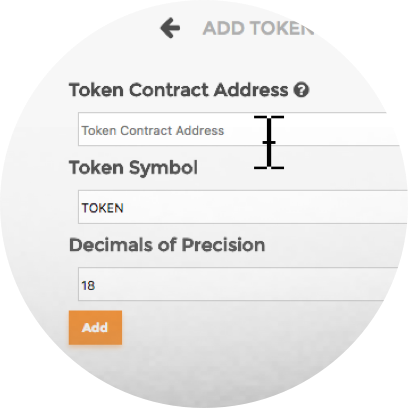 ADD TOKEN
Token Contract Address ?
Token Contract Address
Token Symbol
TOKEN
Decimals of Precision
18
Add